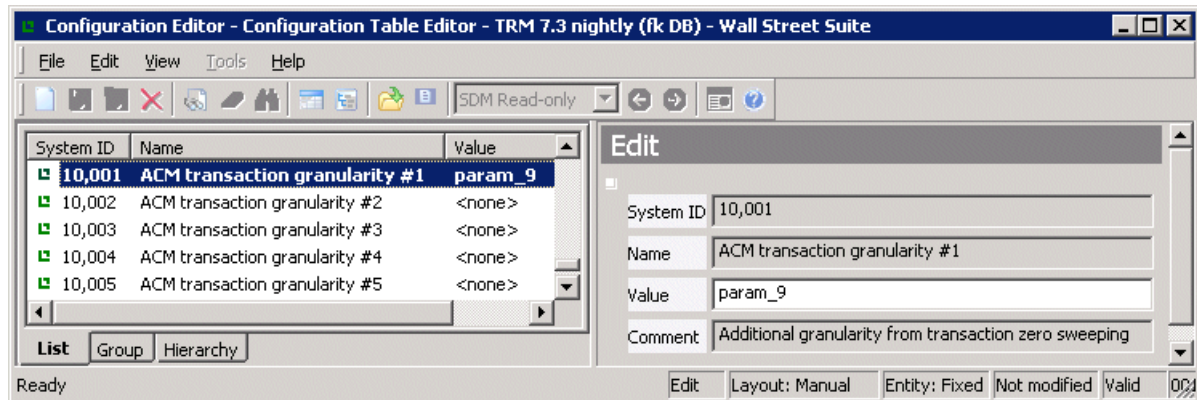 Configuration Editor - Configuration Table Editor - TRM 7.3 nightly (fk DB) - Wall Street Suite
File Edit View Tools Help
SDM Read-only
System ID Name Value
10,001 ACM transaction granularity #1 param_9
10,002 ACM transaction granularity #2 <none>
10,003 ACM transaction granularity #3 <none>
10,004 ACM transaction granularity #4 <none>
10,005 ACM transaction granularity #5 <none>
List Group Hierarchy
Edit
System ID 10,001
Name ACM transaction granularity #1
Value param_9
Comment Additional granularity from transaction zero sweeping
Ready Edit Layout: Manual Entity: Fixed Not modified Valid